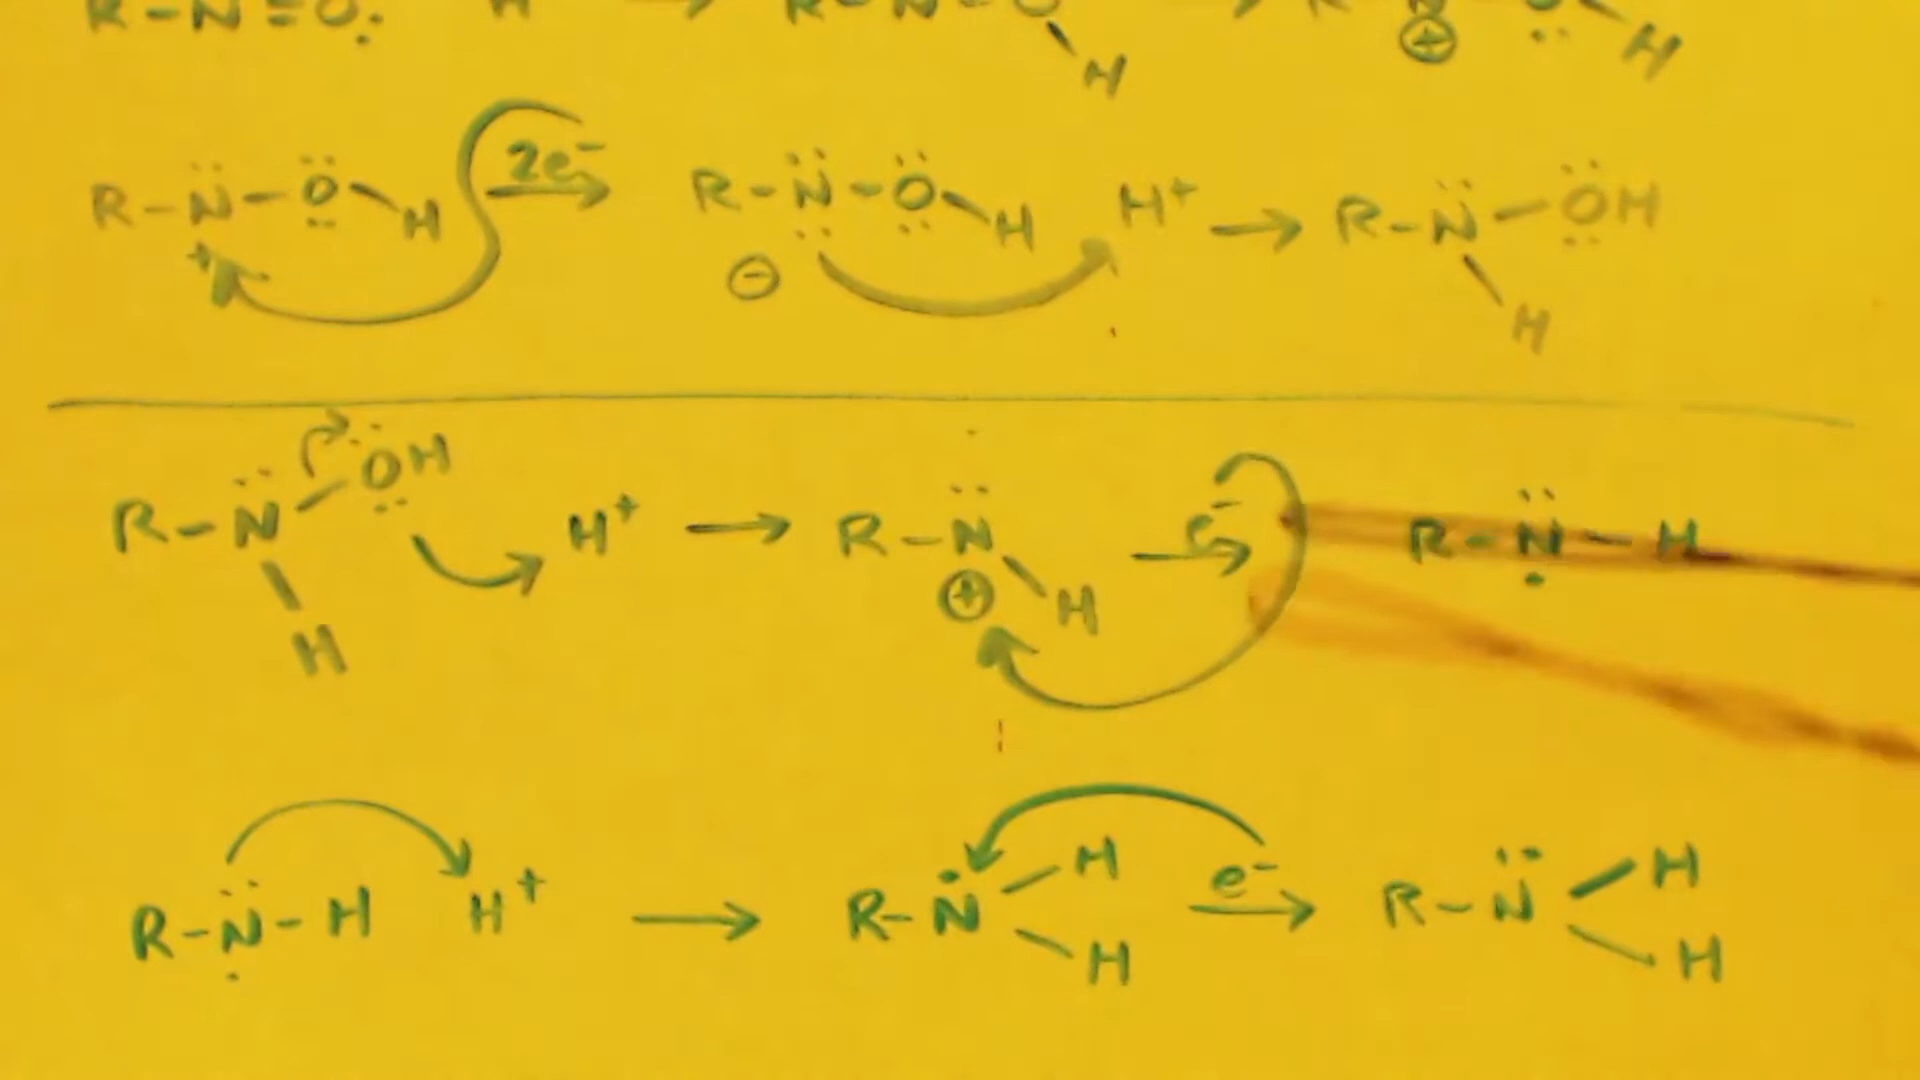 R-N=O: H → R-N-O-H → R-N-O-H ⊕
R-N-O-H + 2e⁻ → R-N-O-H ⊖ H⁺ → R-N-OH H
R-N-OH H H⁺ → R-N-H ⊕ e⁻ → R-N-H
R-N-H H⁺ → R-N H H e⁻ → R-N H H